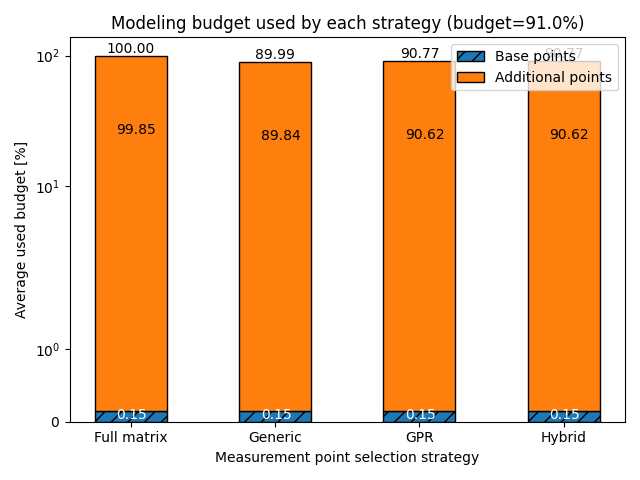 Modeling budget used by each strategy (budget=91.0%)
Average used budget [%]
10²
10¹
10⁰
0
100.00
89.99
90.77
90.77
Base points
Additional points
99.85
89.84
90.62
90.62
0.15
0.15
0.15
0.15
Full matrix
Generic
GPR
Hybrid
Measurement point selection strategy